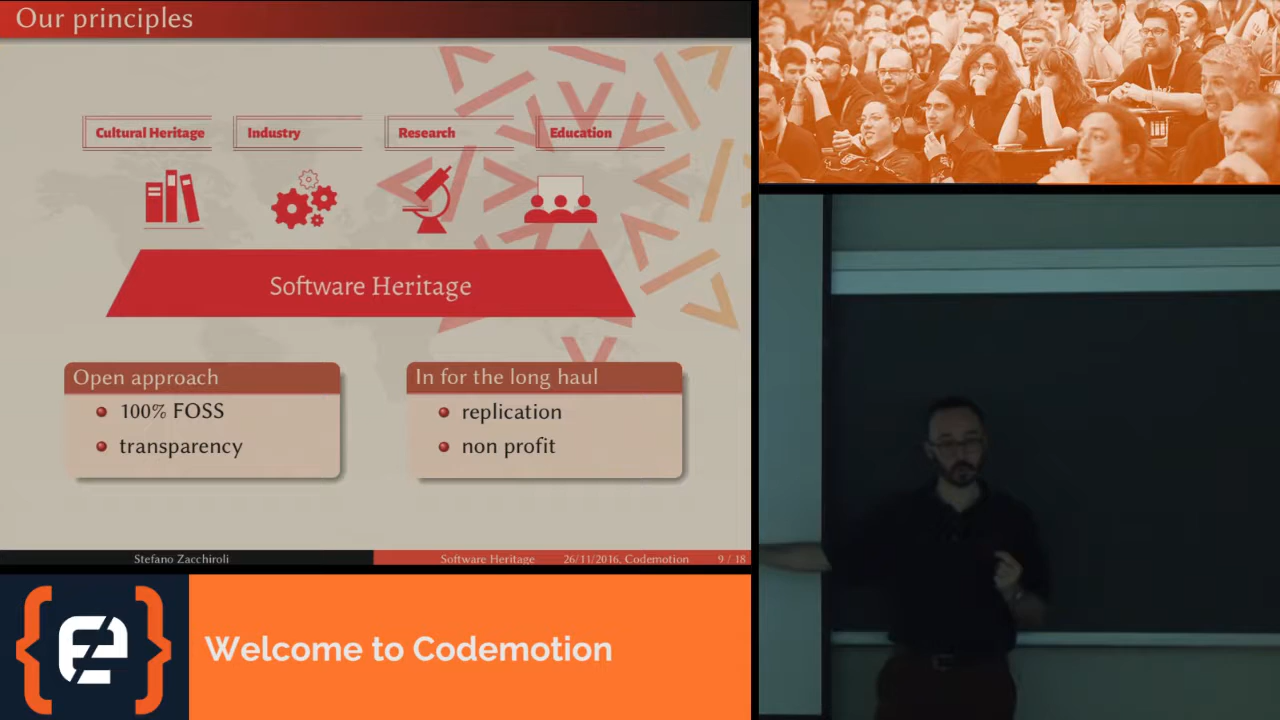 Our principles
Cultural Heritage
Industry
Research
Education
Software Heritage
Open approach
100% FOSS
transparency
In for the long haul
replication
non profit
Stefano Zacchiroli
Software Heritage
26/11/2016, Codemotion
9 / 18
Welcome to Codemotion